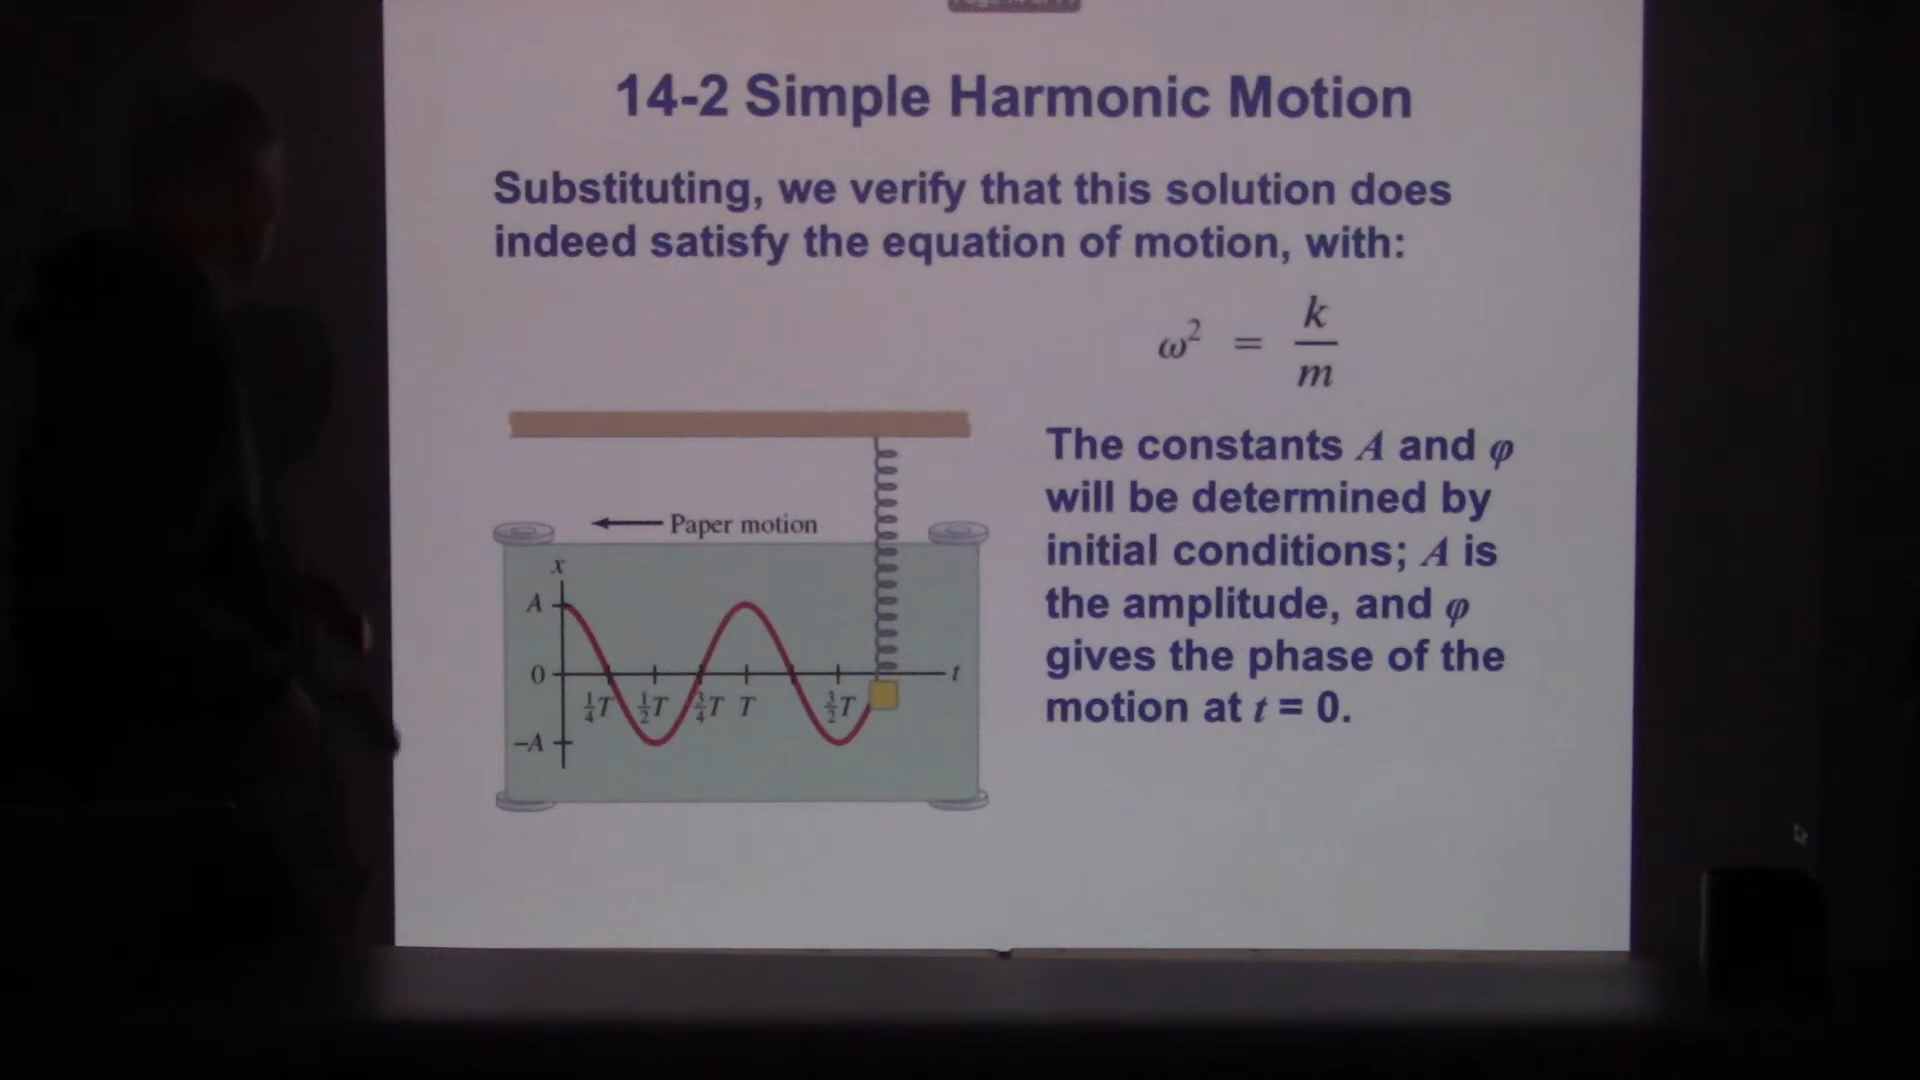 14-2 Simple Harmonic Motion
Substituting, we verify that this solution does
indeed satisfy the equation of motion, with:
ω² = k/m
The constants A and φ
will be determined by
initial conditions; A is
the amplitude, and φ
gives the phase of the
motion at t = 0.
Paper motion
x
A
0
t
1/4T 1/2T 3/4T T 3/2T
–A